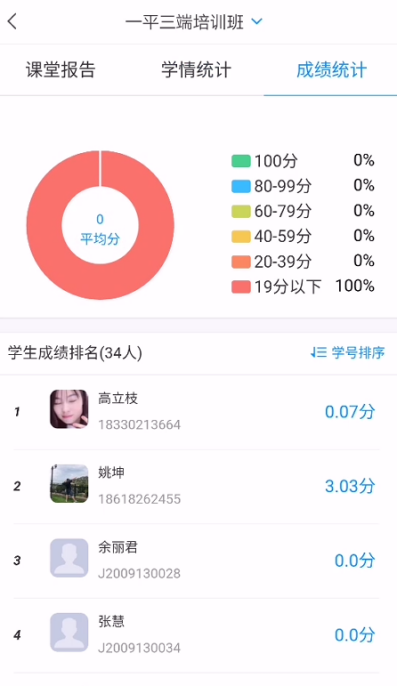 一平三端培训班
课堂报告 学情统计 成绩统计
0
平均分
100分 0%
80-99分 0%
60-79分 0%
40-59分 0%
20-39分 0%
19分以下 100%
学生成绩排名(34人) 学号排序
1 高立枝 0.07分
18330213664
2 姚坤 3.03分
18618262455
3 余丽君 0.0分
J2009130028
4 张慧 0.0分
J2009130034